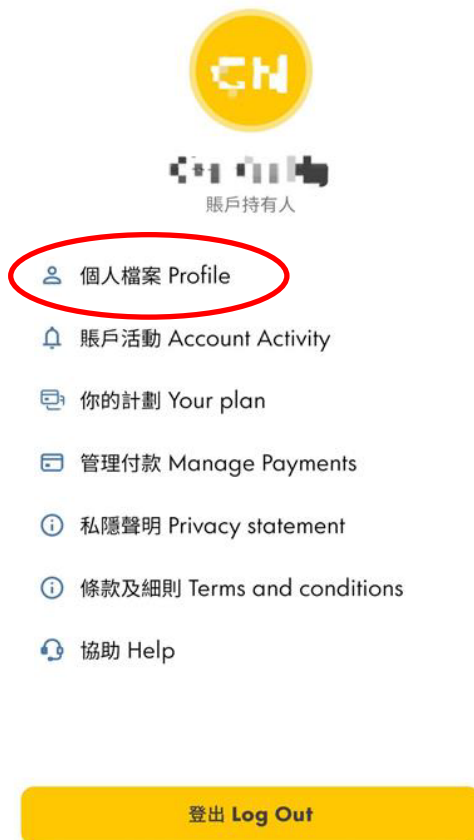 賬戶持有人
個人檔案 Profile
賬戶活動 Account Activity
你的計劃 Your plan
管理付款 Manage Payments
私隱聲明 Privacy statement
條款及細則 Terms and conditions
協助 Help
登出 Log Out